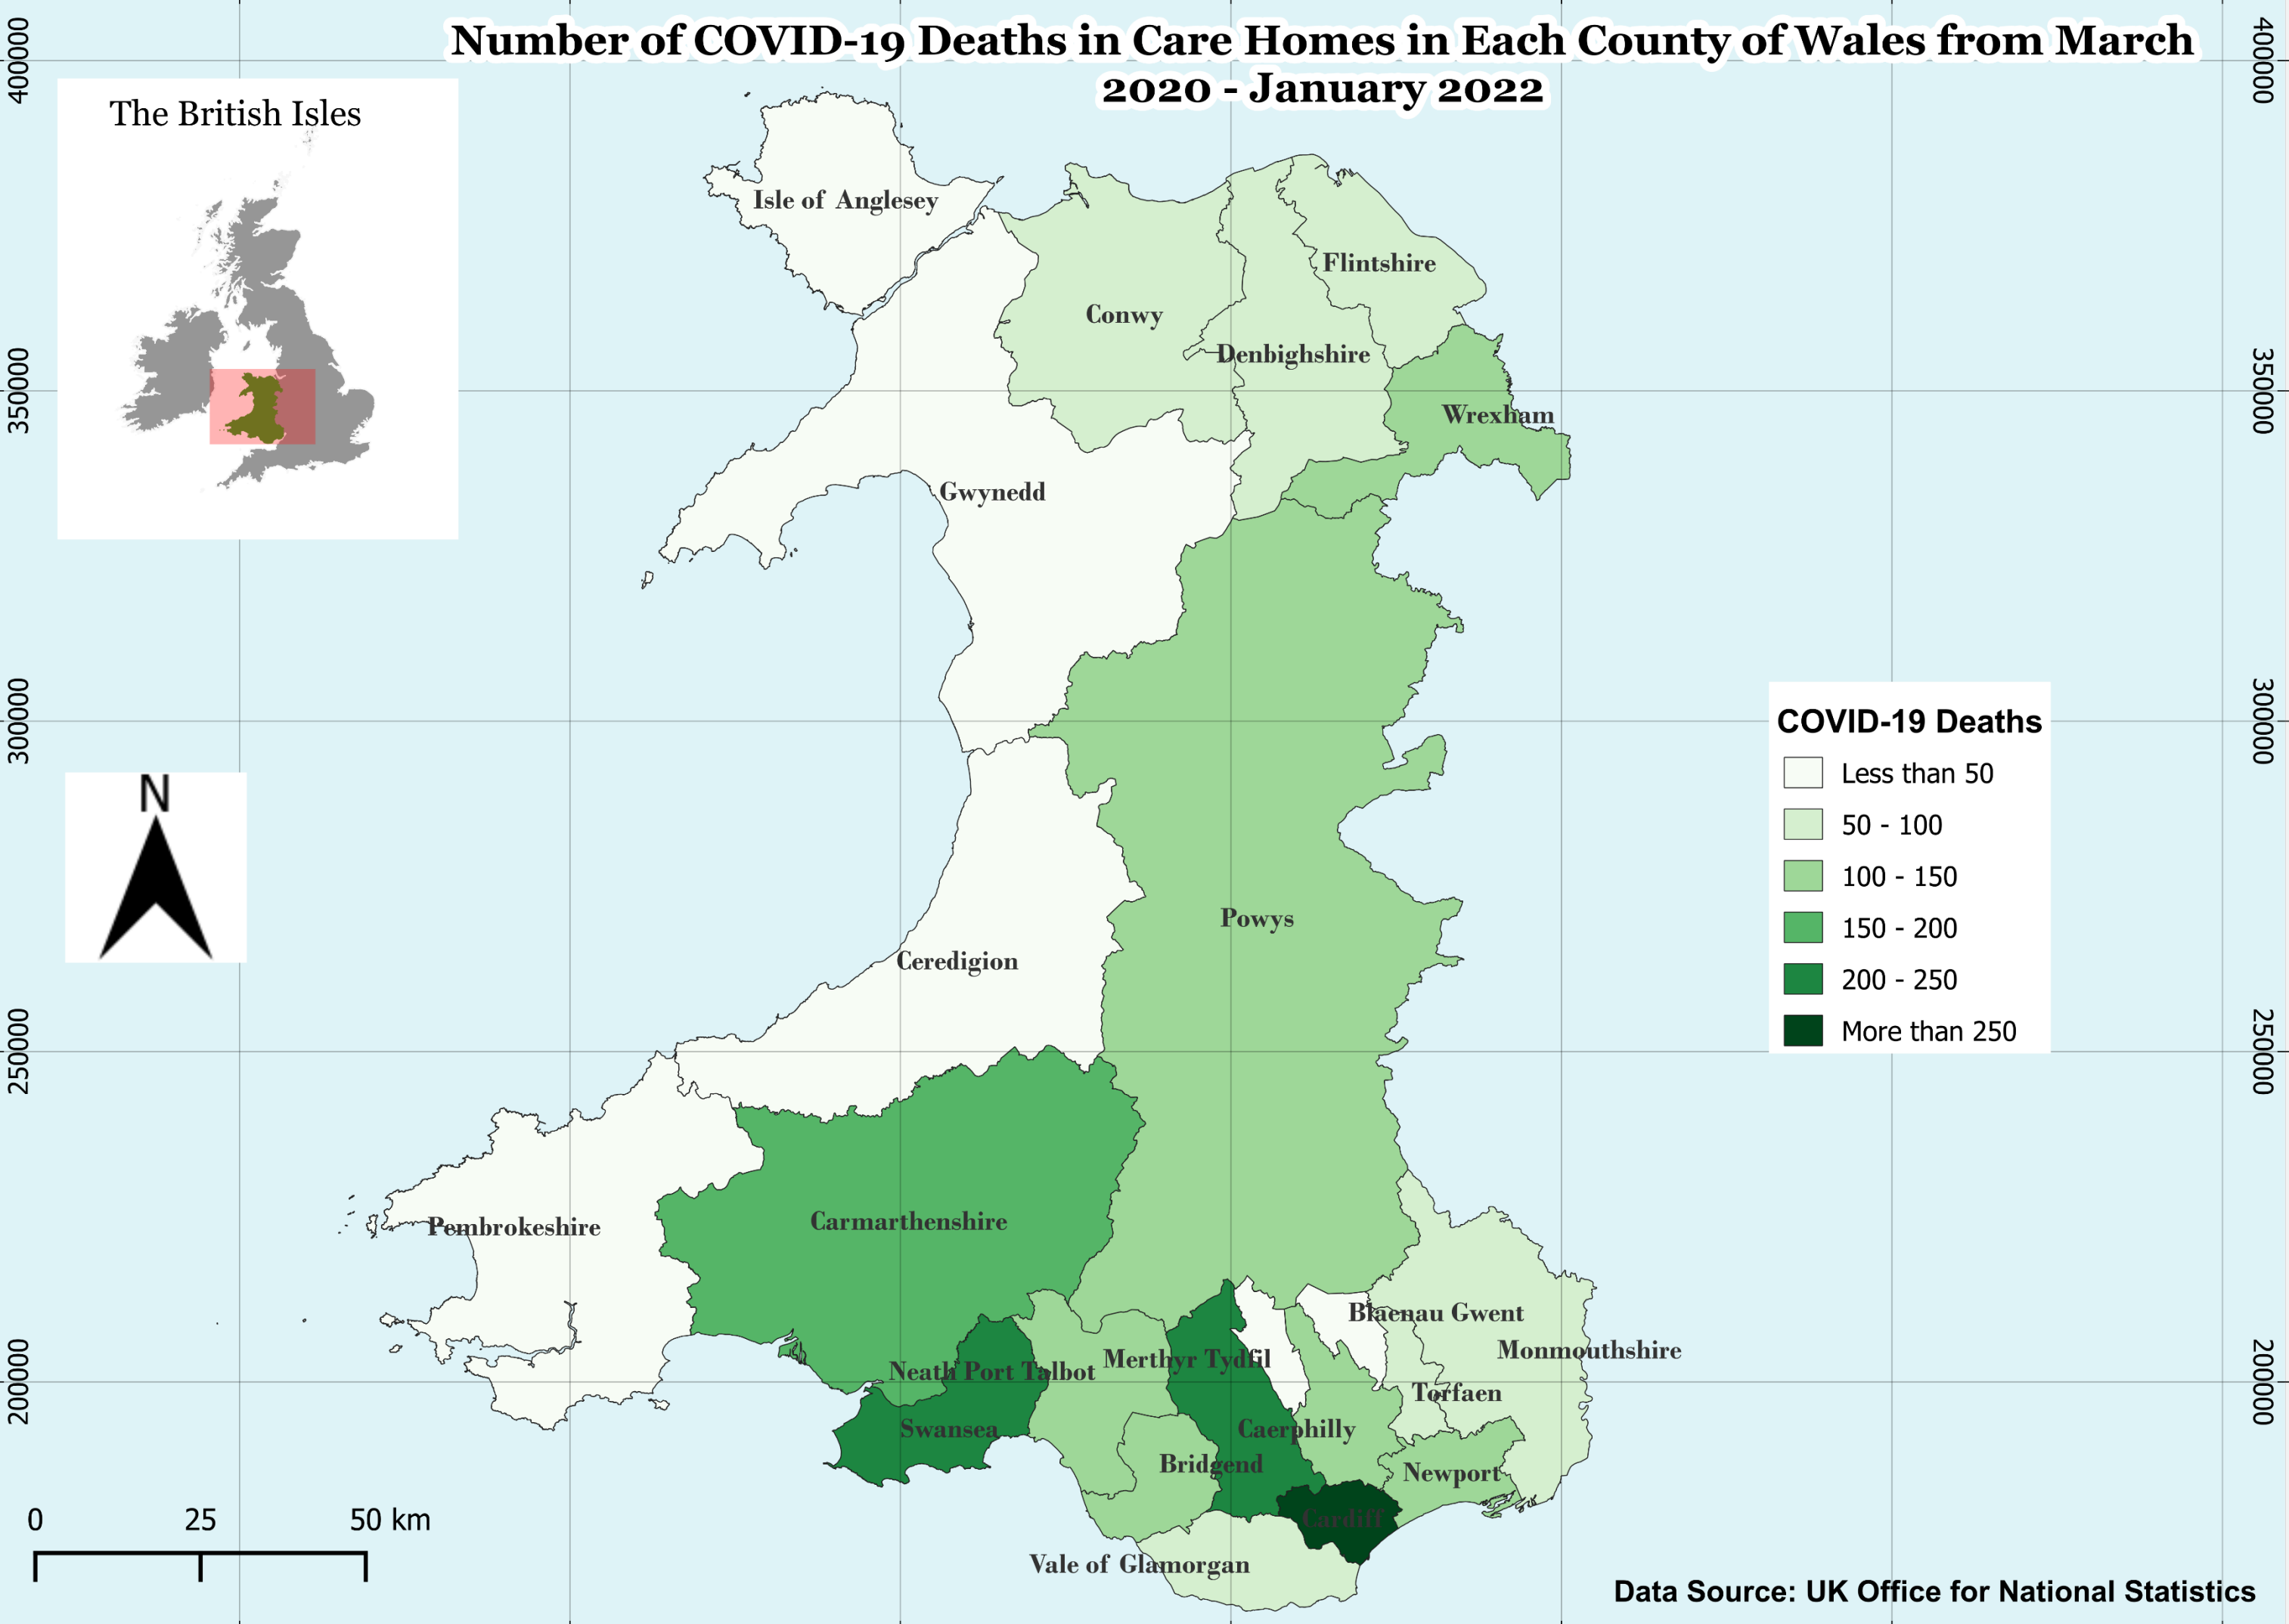 Number of COVID-19 Deaths in Care Homes in Each County of Wales from March
2020 - January 2022
400000
400000
The British Isles
Isle of Anglesey
Flintshire
Conwy
Denbighshire
350000
350000
Wrexham
Gwynedd
300000
300000
COVID-19 Deaths
Less than 50
50 - 100
100 - 150
150 - 200
200 - 250
More than 250
N
Powys
Ceredigion
250000
250000
Carmarthenshire
Pembrokeshire
Blaenau Gwent
Monmouthshire
Merthyr Tydfil
Neath Port Talbot
200000
200000
Torfaen
Swansea
Caerphilly
Bridgend
Newport
Cardiff
Vale of Glamorgan
0 25 50 km
Data Source: UK Office for National Statistics